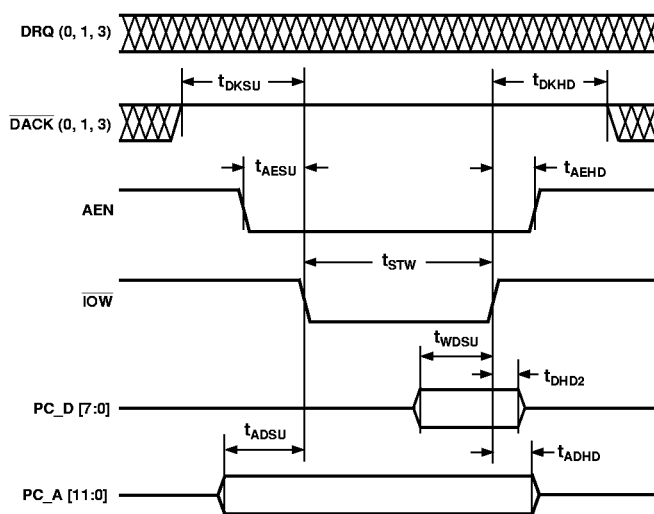 DRQ (0, 1, 3)
tDKSU
tDKHD
DACK (0, 1, 3)
tAESU
tAEHD
AEN
tSTW
IOW
tWDSU
tDHD2
PC_D [7:0]
tADSU
tADHD
PC_A [11:0]